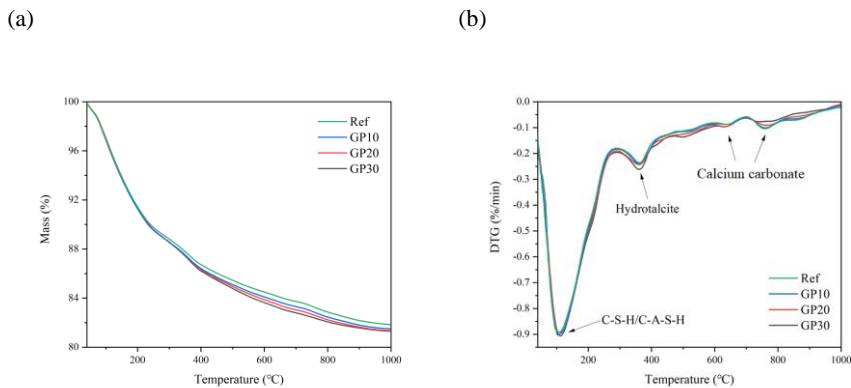 (a)
(b)
100
96
92
88
84
80
Mass (%)
200
400
600
800
1000
Temperature (℃)
Ref
GP10
GP20
GP30
0.0
-0.1
-0.2
-0.3
-0.4
-0.5
-0.6
-0.7
-0.8
-0.9
DTG (%/min)
Calcium carbonate
Hydrotalcite
C-S-H/C-A-S-H
Ref
GP10
GP20
GP30
200
400
600
800
1000
Temperature (℃)